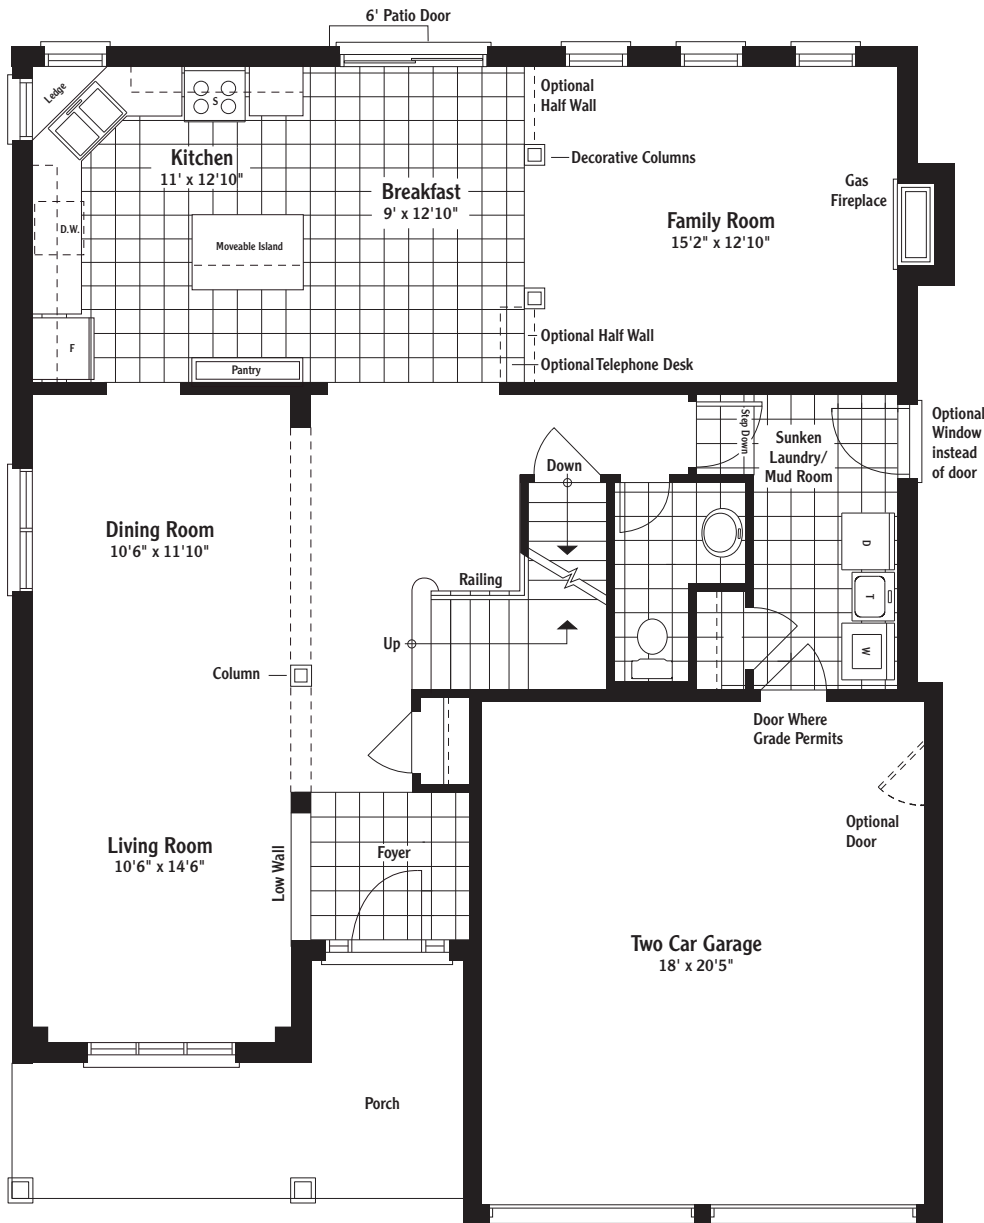 6' Patio Door
Ledge
S
Optional
Half Wall
Kitchen
11' x 12'10"
Decorative Columns
Breakfast
9' x 12'10"
Gas
Fireplace
Family Room
15'2" x 12'10"
D.W.
Moveable Island
F
Pantry
Optional Half Wall
Optional Telephone Desk
Step Down
Sunken
Laundry/
Mud Room
Optional
Window
instead
of door
Down
Dining Room
10'6" x 11'10"
D
Railing
T
Up
W
Column
Door Where
Grade Permits
Optional
Door
Living Room
10'6" x 14'6"
Low Wall
Foyer
Two Car Garage
18' x 20'5"
Porch